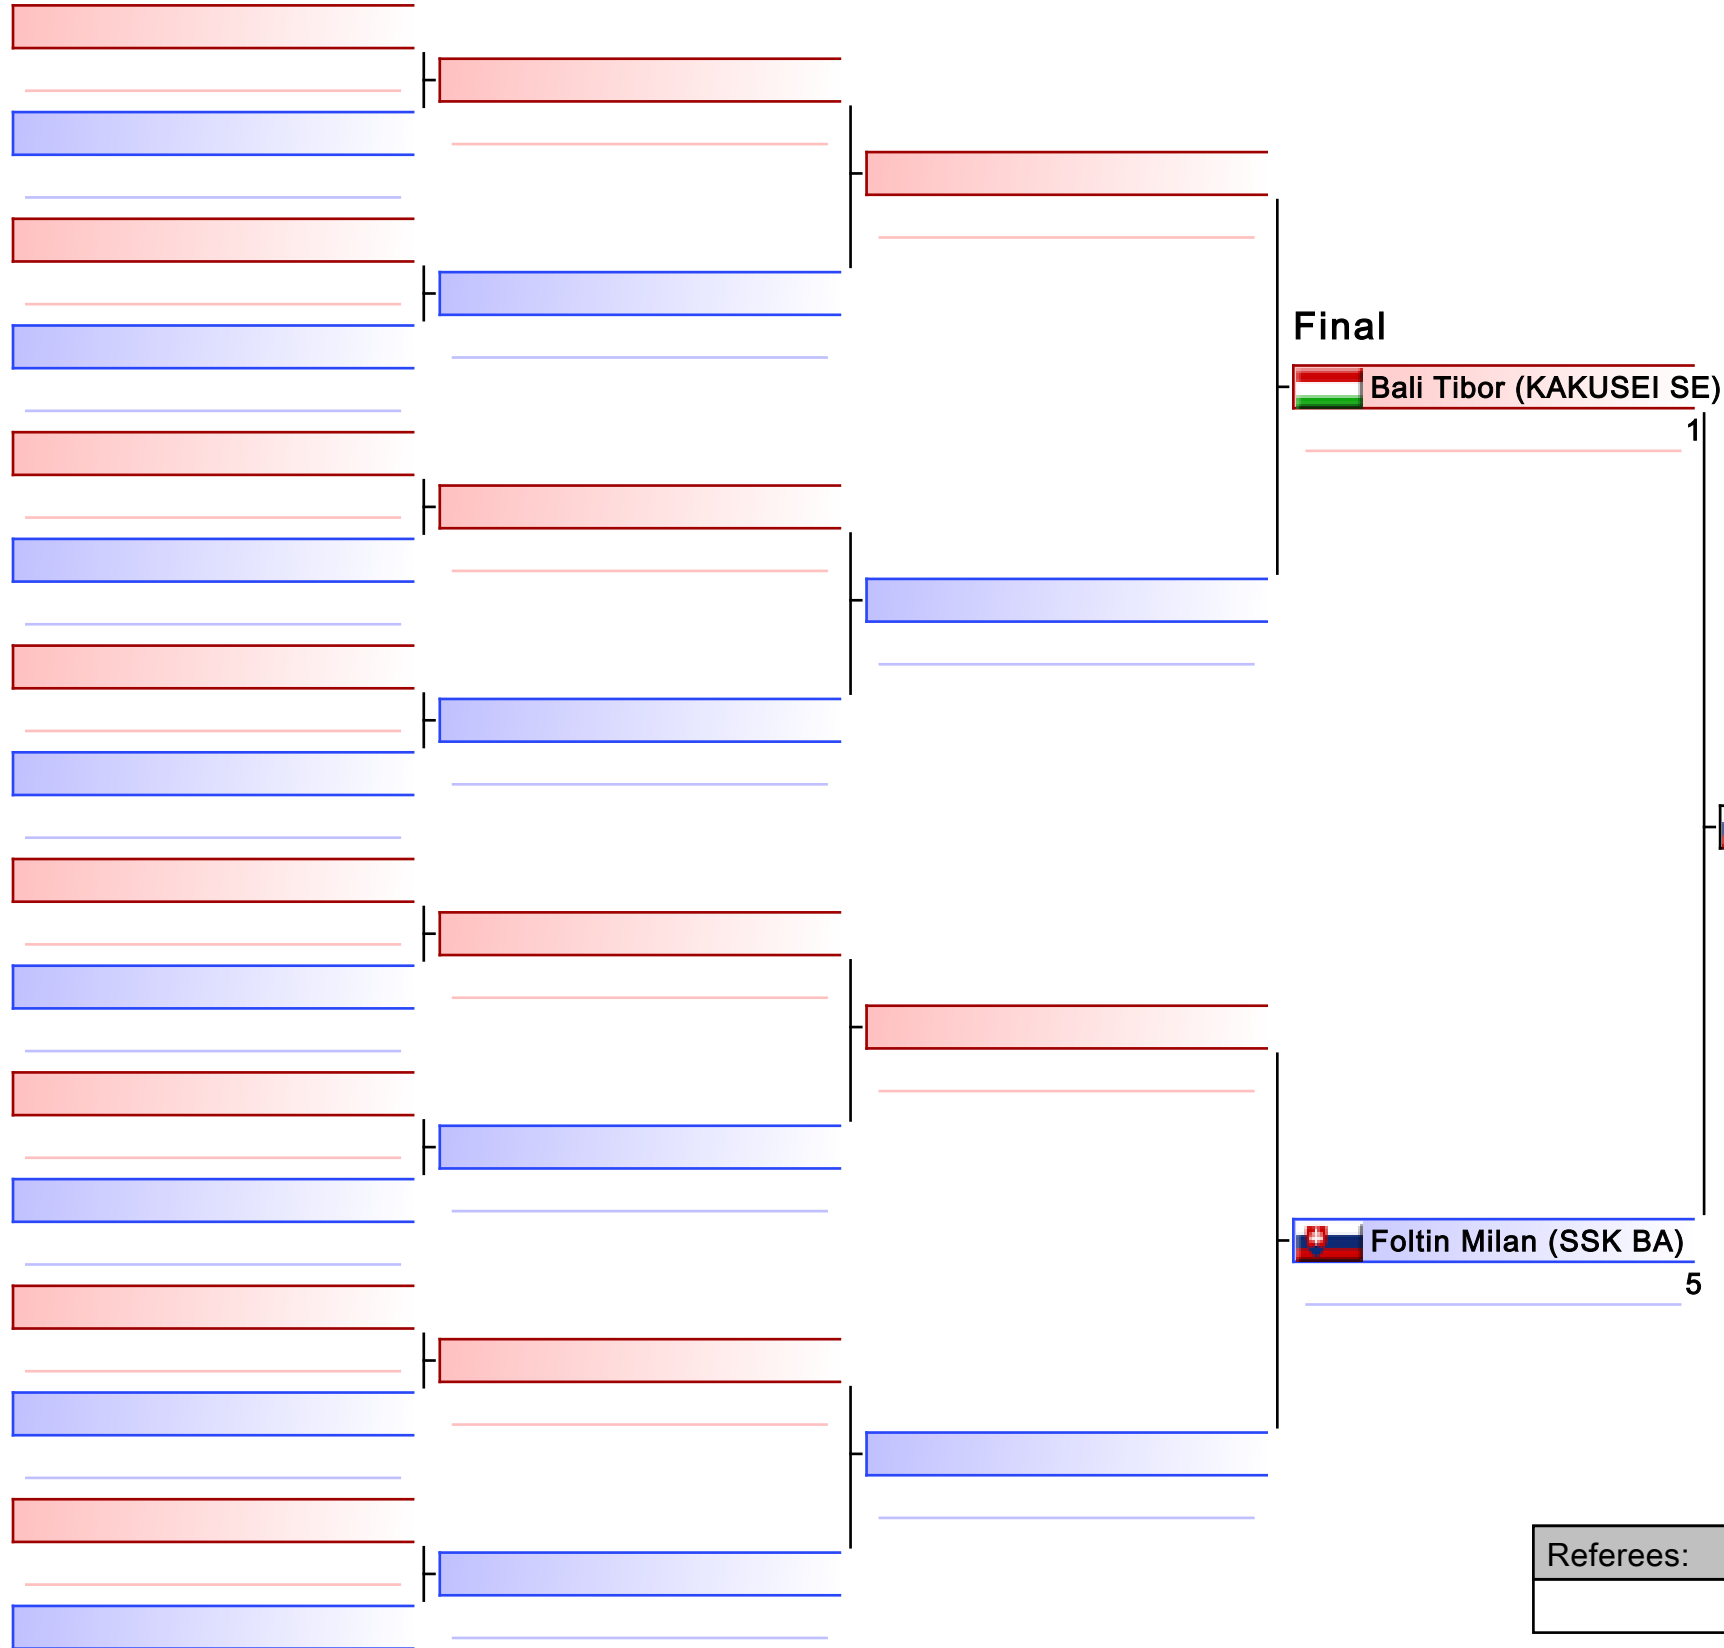 Final
Bali Tibor (KAKUSEI SE)
1
Foltin Milan (SSK BA)
5
Referees: